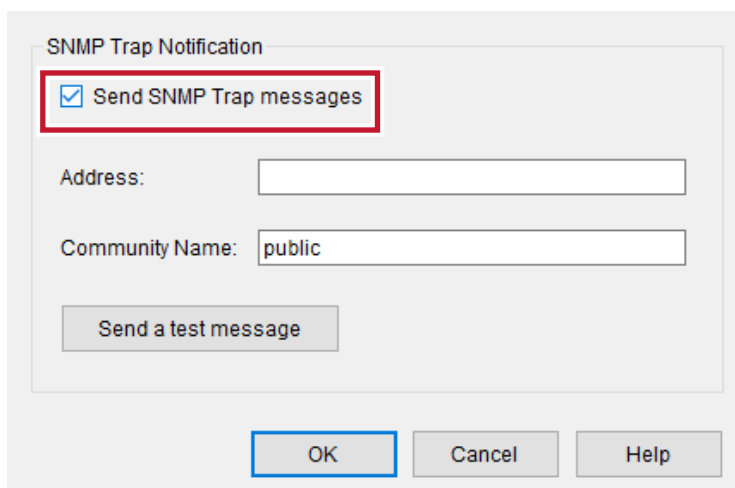 SNMP Trap Notification
Send SNMP Trap messages
Address:
Community Name: public
Send a test message
OK Cancel Help